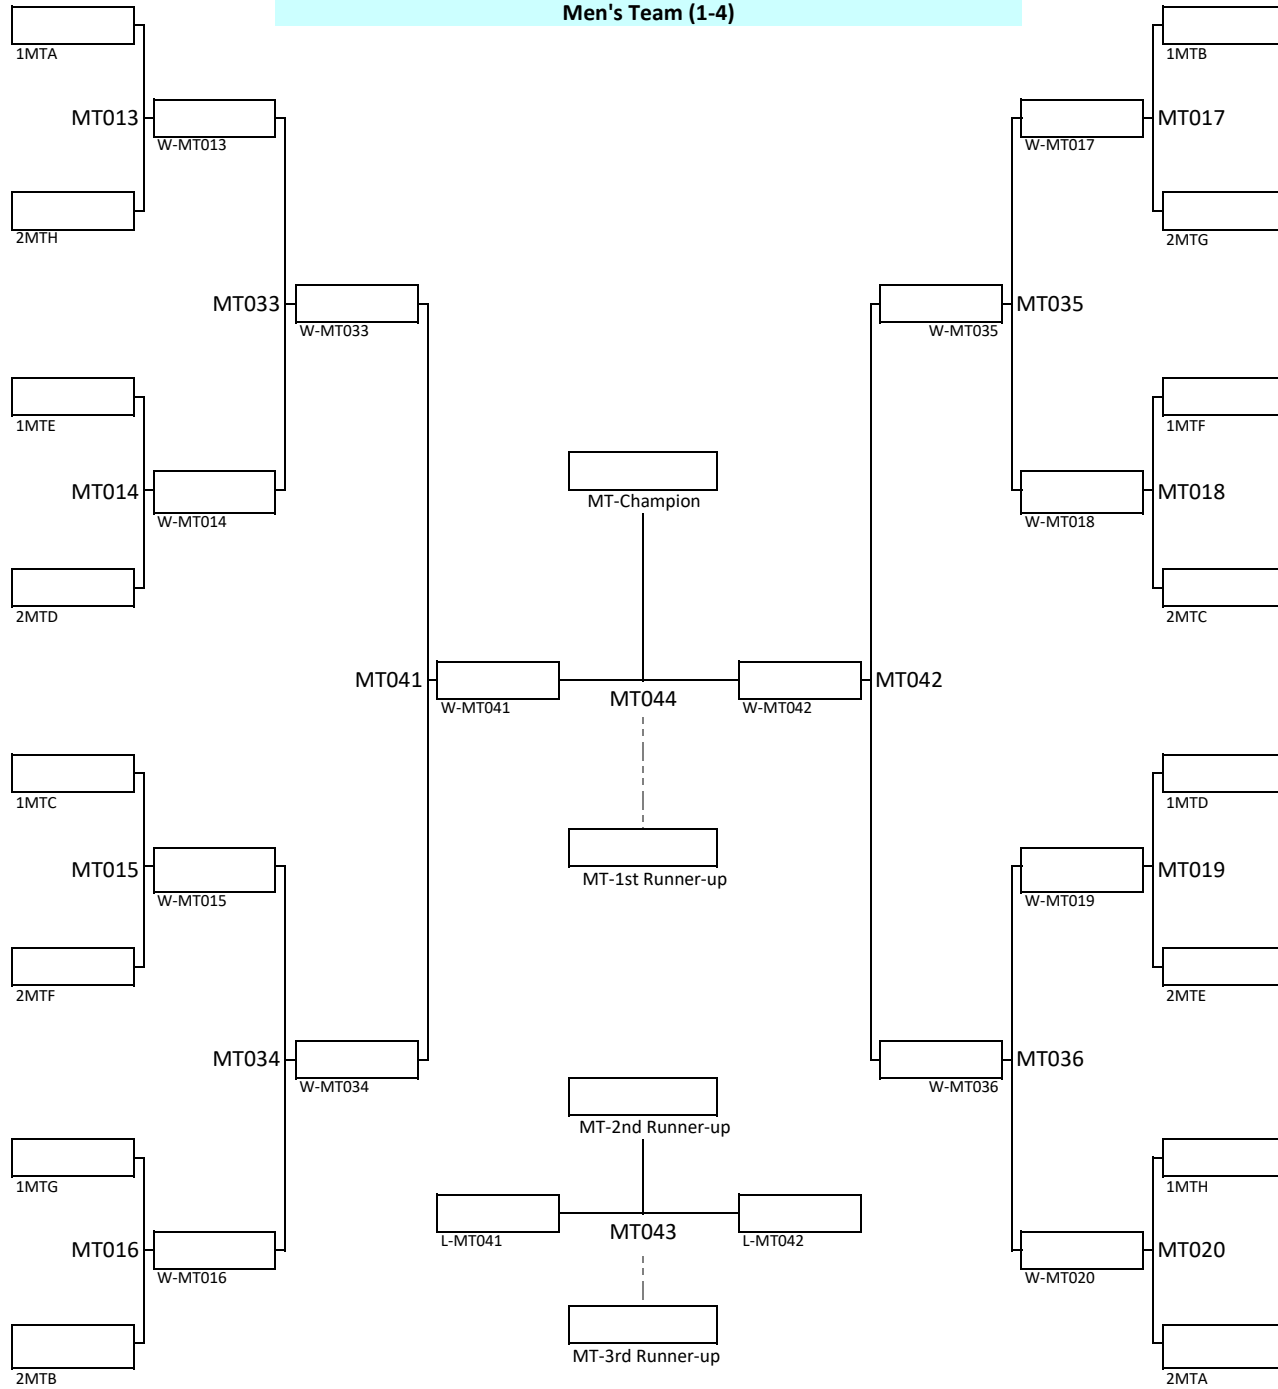 Men's Team (1-4)
1MTA
1MTB
MT013
W-MT013
W-MT017
MT017
2MTH
2MTG
MT033
W-MT033
W-MT035
MT035
1MTE
1MTF
MT014
W-MT014
MT-Champion
W-MT018
MT018
2MTD
2MTC
MT041
W-MT041
MT044
W-MT042
MT042
1MTC
1MTD
MT015
W-MT015
MT-1st Runner-up
W-MT019
MT019
2MTF
2MTE
MT034
W-MT034
W-MT036
MT036
MT-2nd Runner-up
1MTG
1MTH
MT016
W-MT016
L-MT041
MT043
L-MT042
W-MT020
MT020
MT-3rd Runner-up
2MTB
2MTA